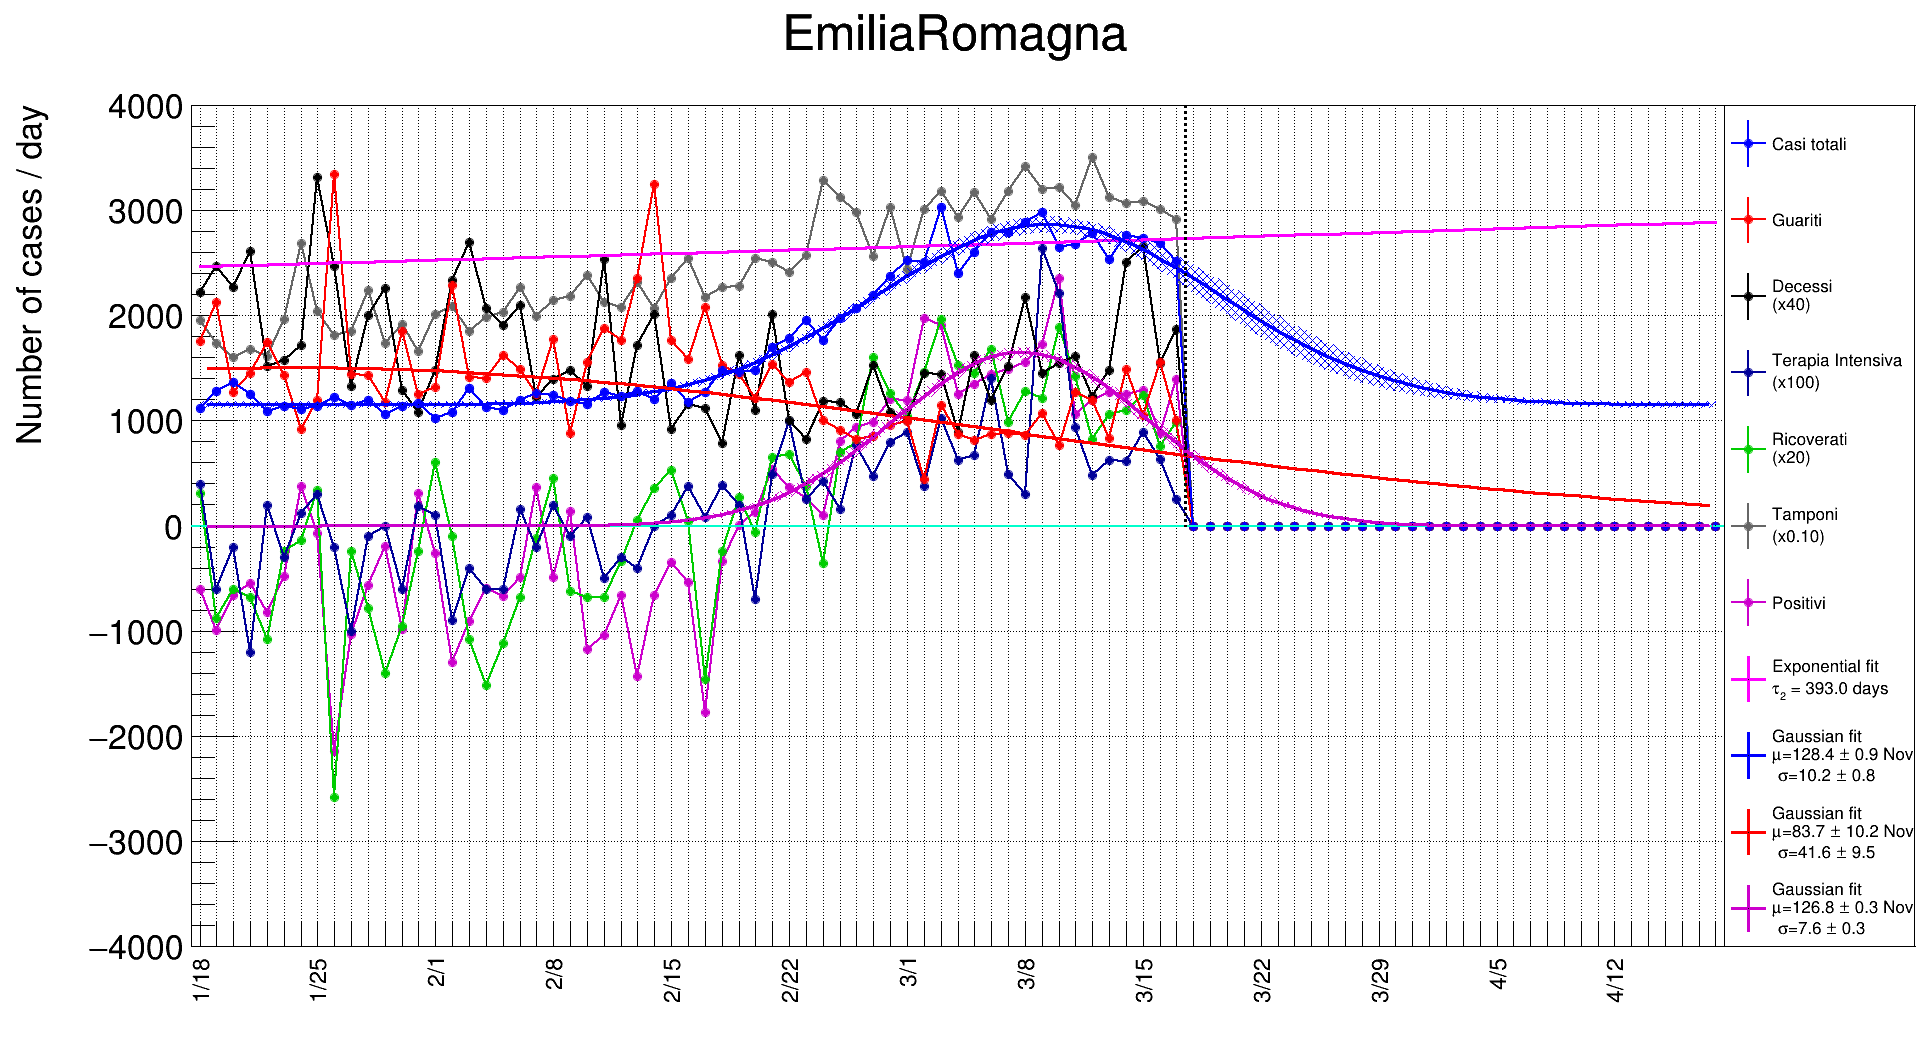 EmiliaRomagna
Number of cases / day
4000
3000
2000
1000
0
−1000
−2000
−3000
−4000
1/18
1/25
2/1
2/8
2/15
2/22
3/1
3/8
3/15
3/22
3/29
4/5
4/12
Casi totali
Guariti
Decessi
(x40)
Terapia Intensiva
(x100)
Ricoverati
(x20)
Tamponi
(x0.10)
Positivi
Exponential fit
τ2 = 393.0 days
Gaussian fit
μ=128.4 ± 0.9 Nov
σ=10.2 ± 0.8
Gaussian fit
μ=83.7 ± 10.2 Nov
σ=41.6 ± 9.5
Gaussian fit
μ=126.8 ± 0.3 Nov
σ=7.6 ± 0.3